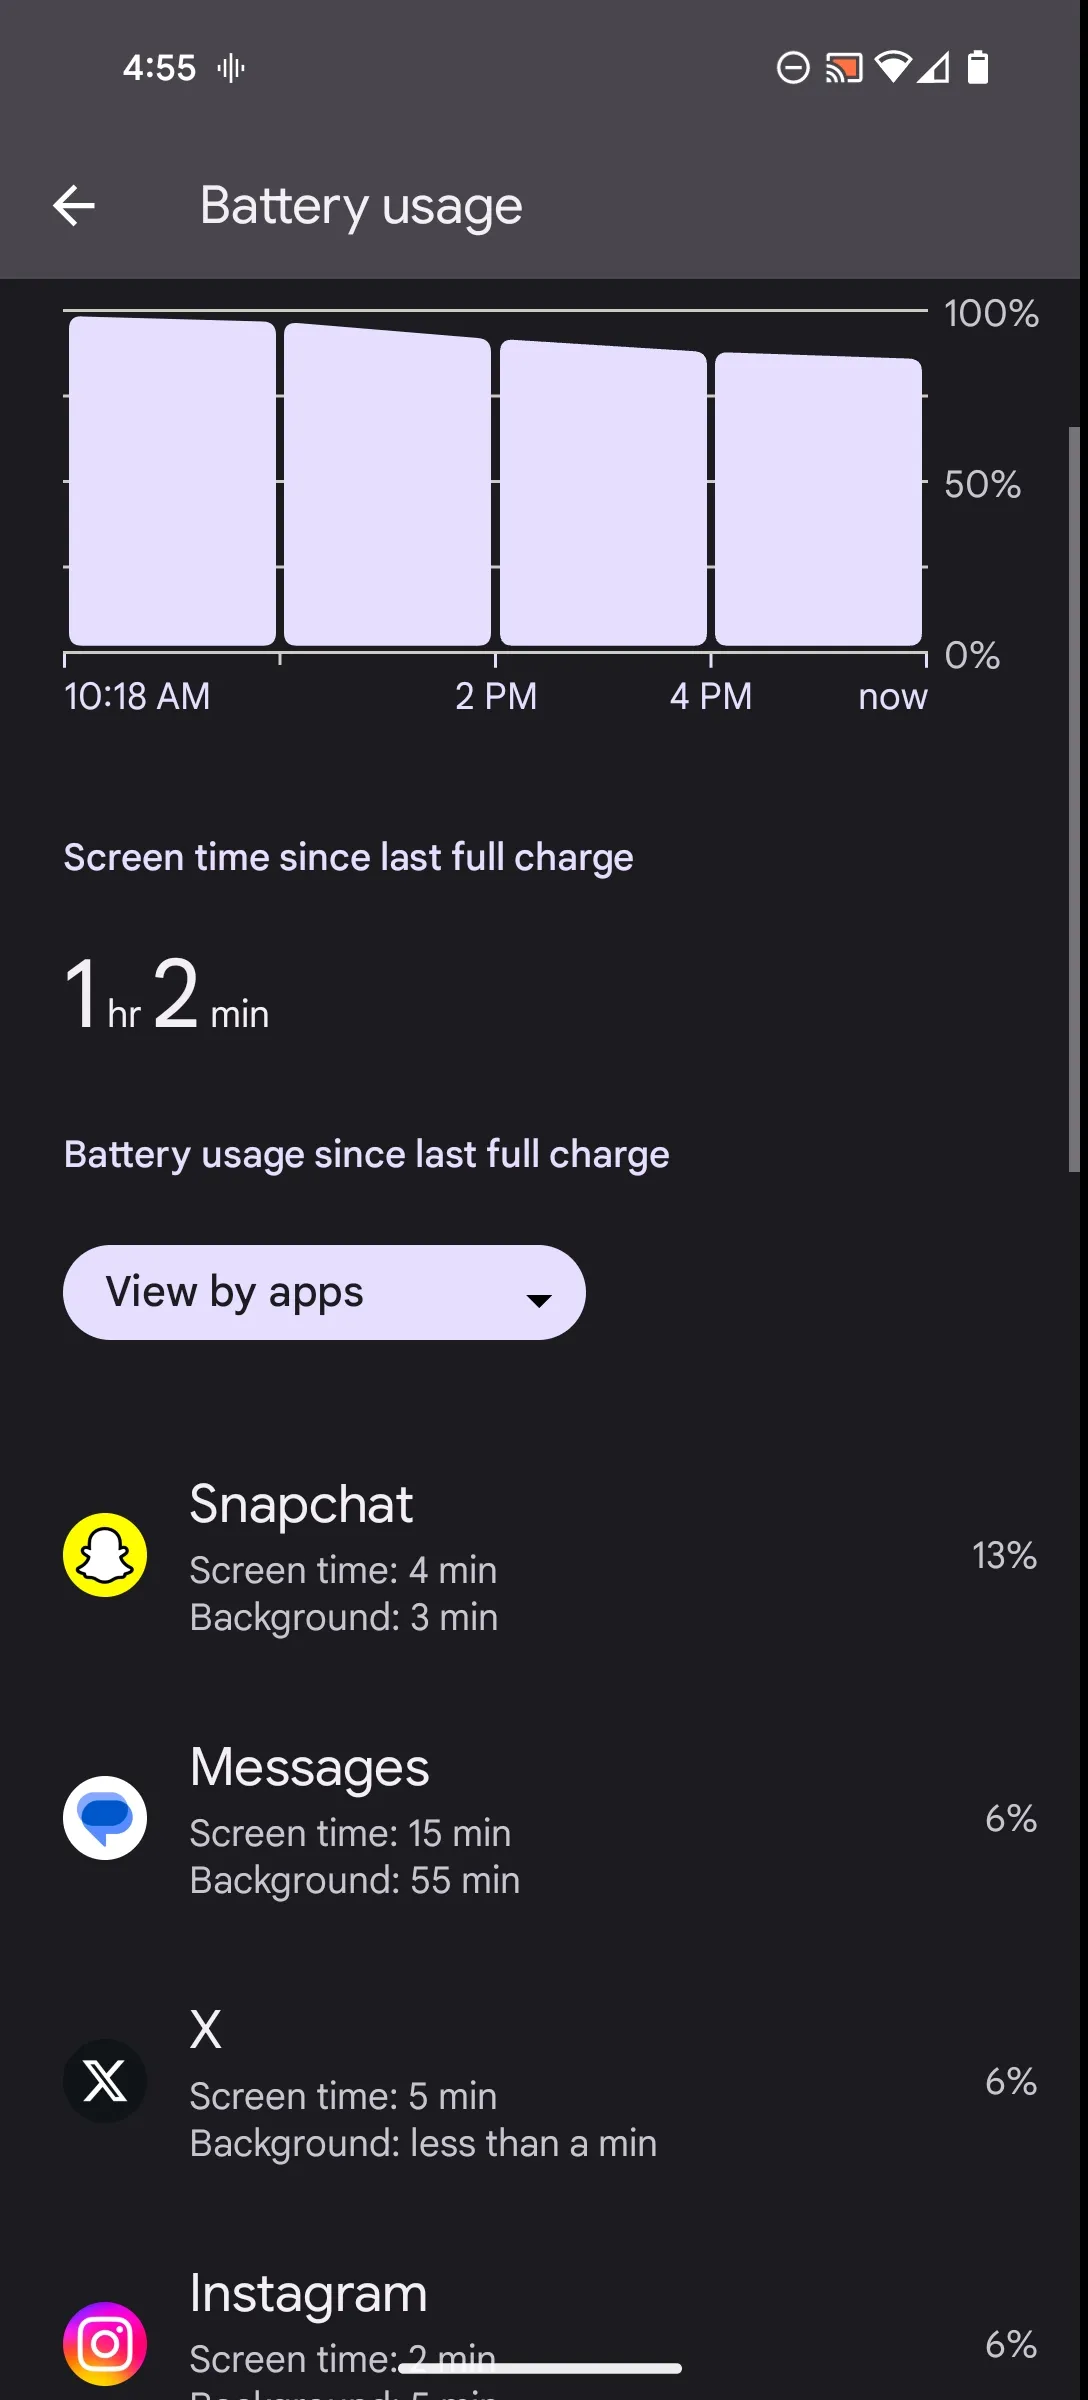 4:55
Battery usage
100%
50%
0%
10:18 AM 2 PM 4 PM now
Screen time since last full charge
1 hr 2 min
Battery usage since last full charge
View by apps
Snapchat
Screen time: 4 min
Background: 3 min
13%
Messages
Screen time: 15 min
Background: 55 min
6%
X
Screen time: 5 min
Background: less than a min
6%
Instagram
Screen time: 2 min
6%
Background: 5 min